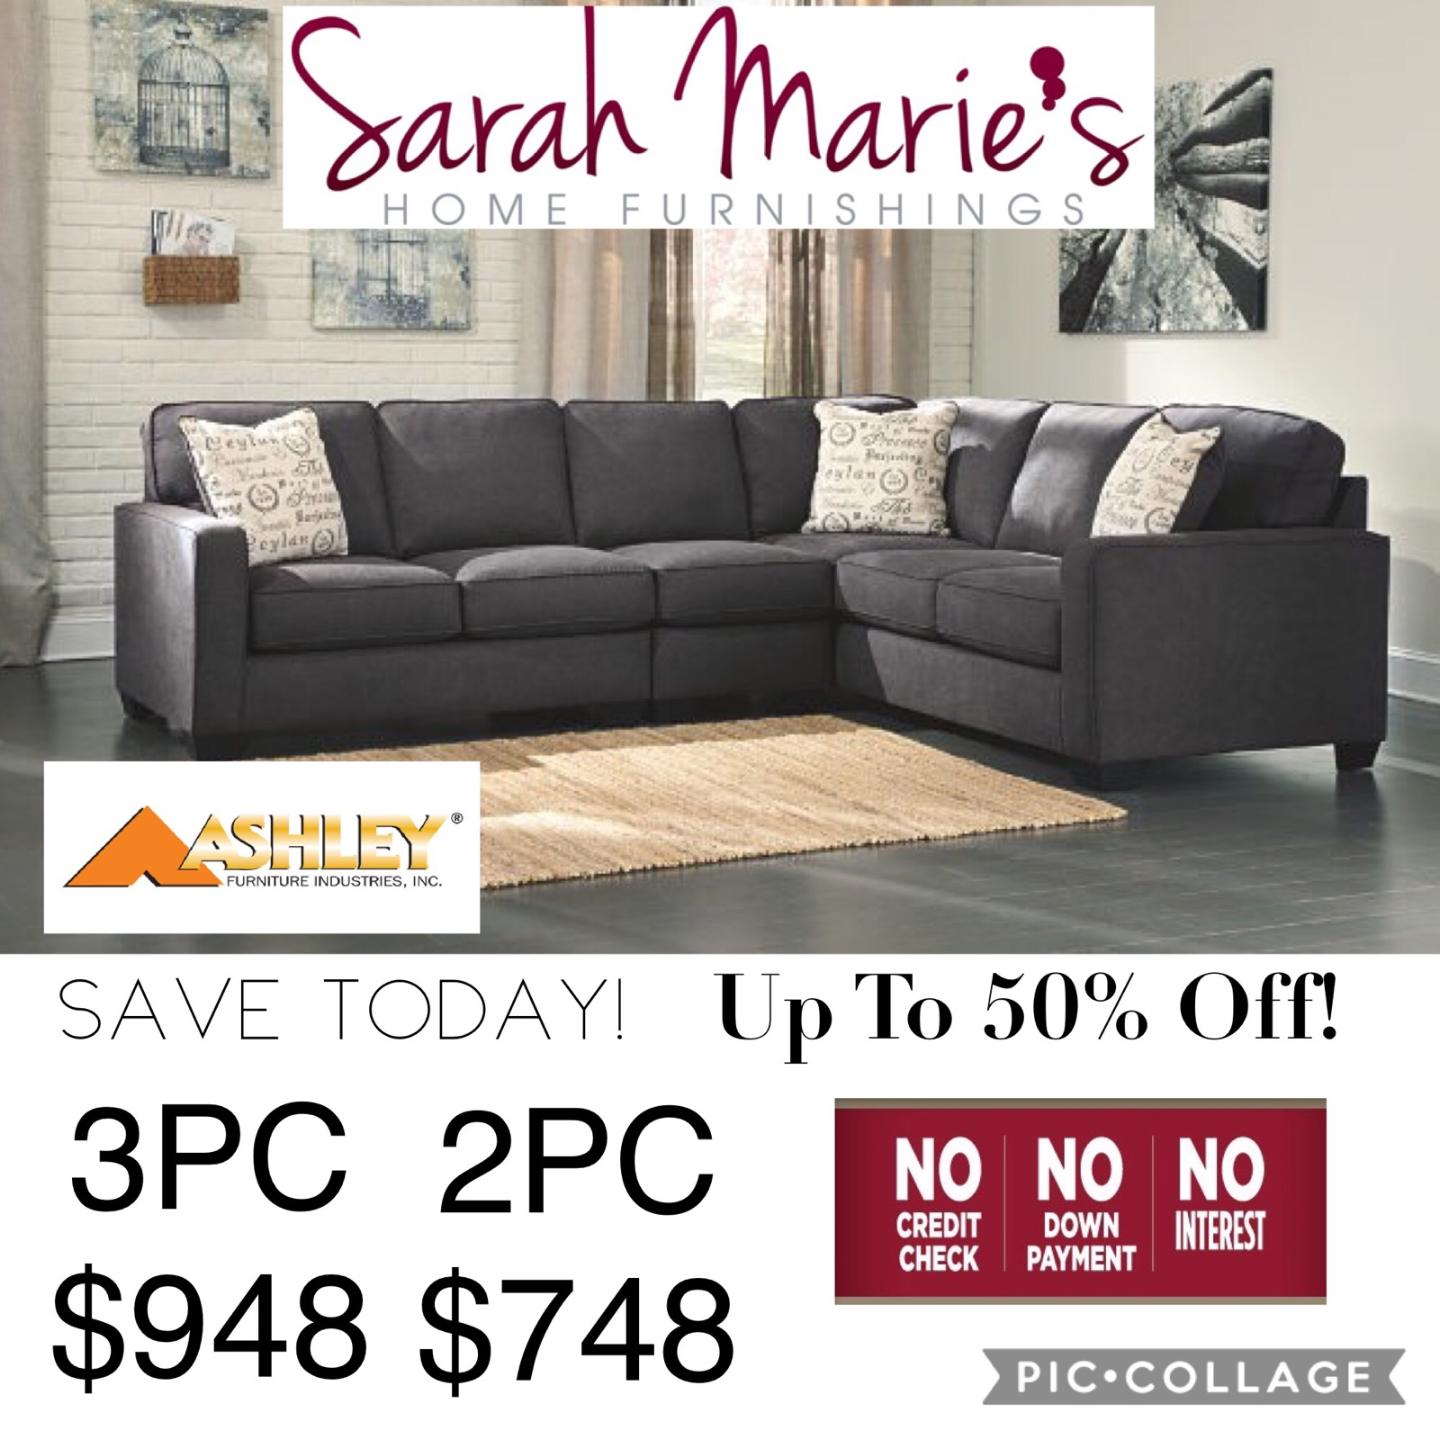 Sarah Marie's
HOME FURNISHINGS
ASHLEY®
FURNITURE INDUSTRIES, INC.
SAVE TODAY! Up To 50% Off!
3PC 2PC
$948 $748
NO
CREDIT
CHECK
NO
DOWN
PAYMENT
NO
INTEREST
PIC•COLLAGE